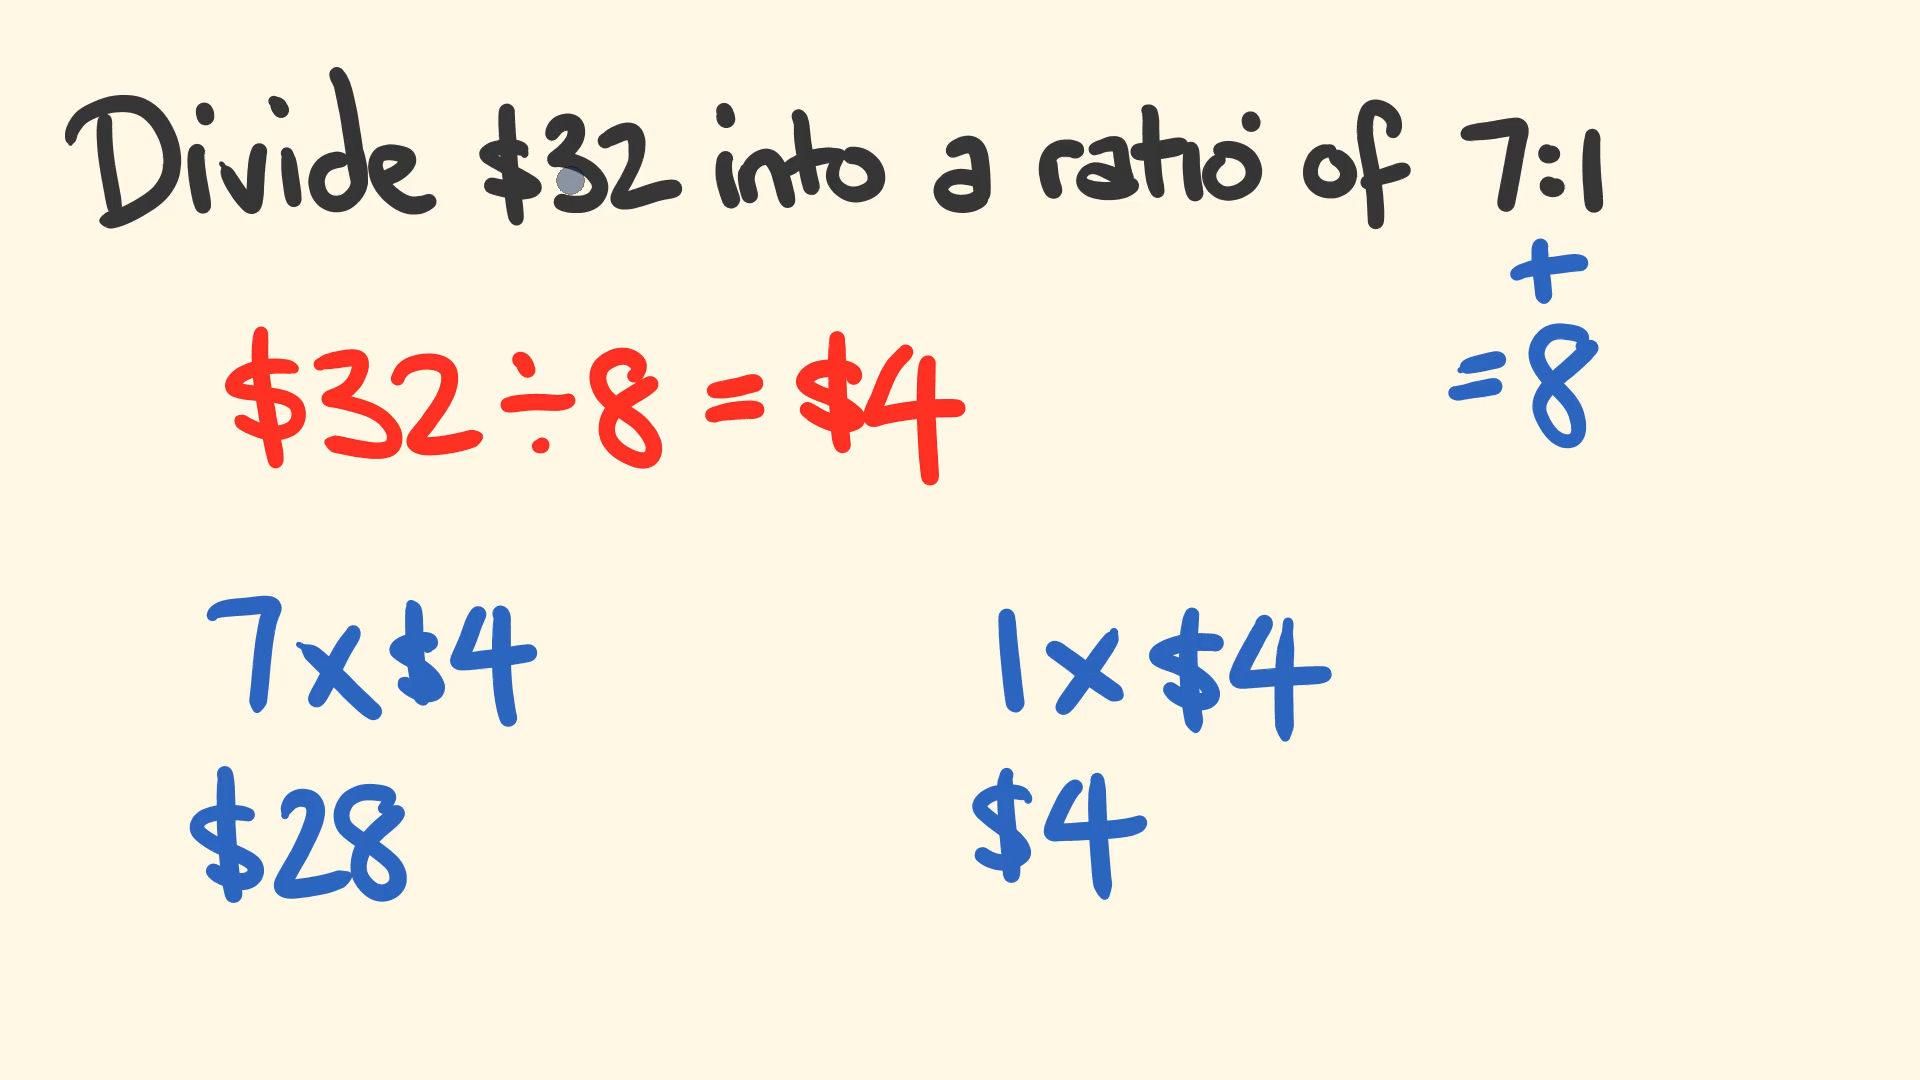 Divide $32 into a ratio of 7:1
+
$32÷8=$4
=8
7x$4
1x$4
$28
$4